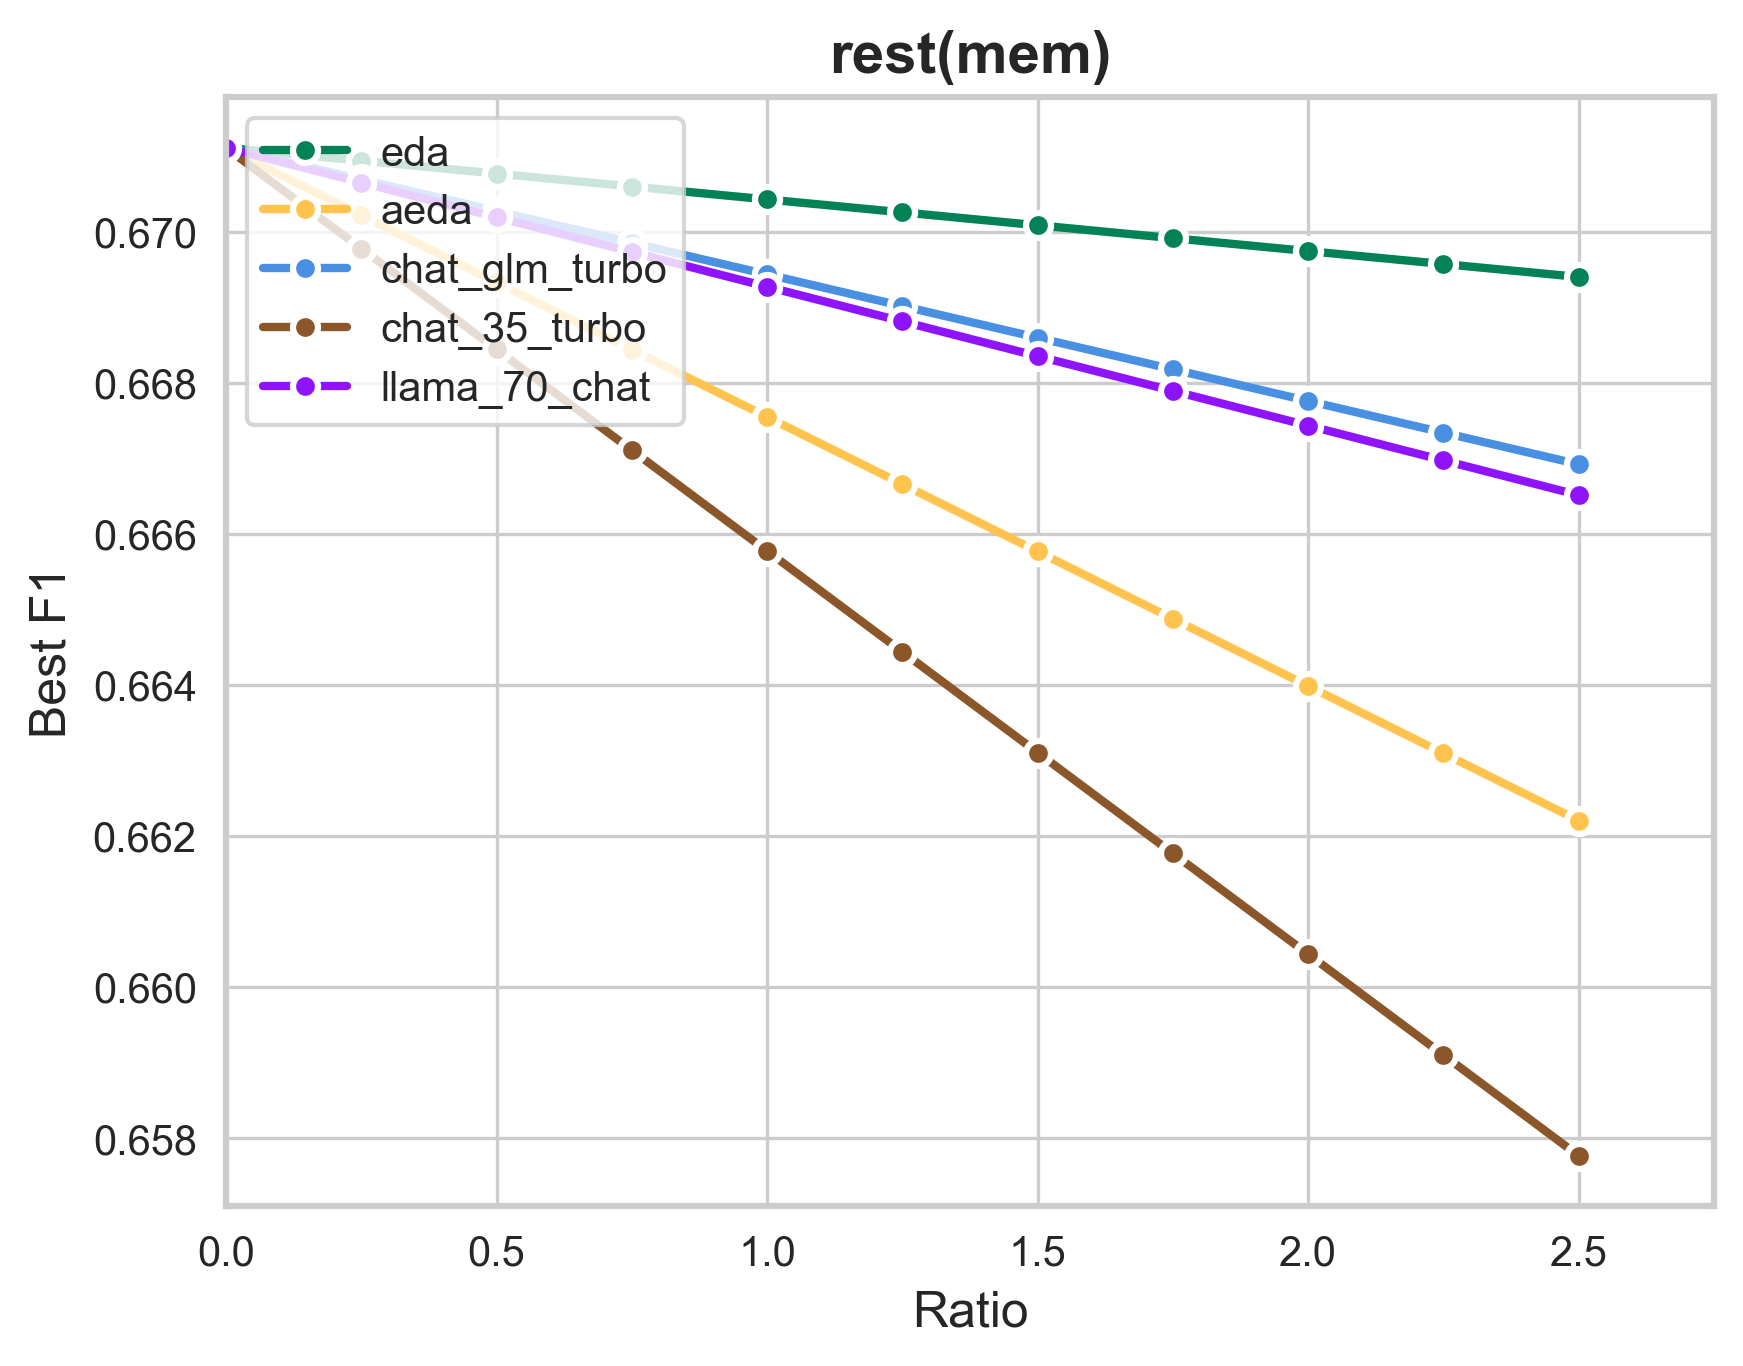 rest(mem)
eda
aeda
chat_glm_turbo
chat_35_turbo
llama_70_chat
Best F1
0.670
0.668
0.666
0.664
0.662
0.660
0.658
0.0 0.5 1.0 1.5 2.0 2.5
Ratio